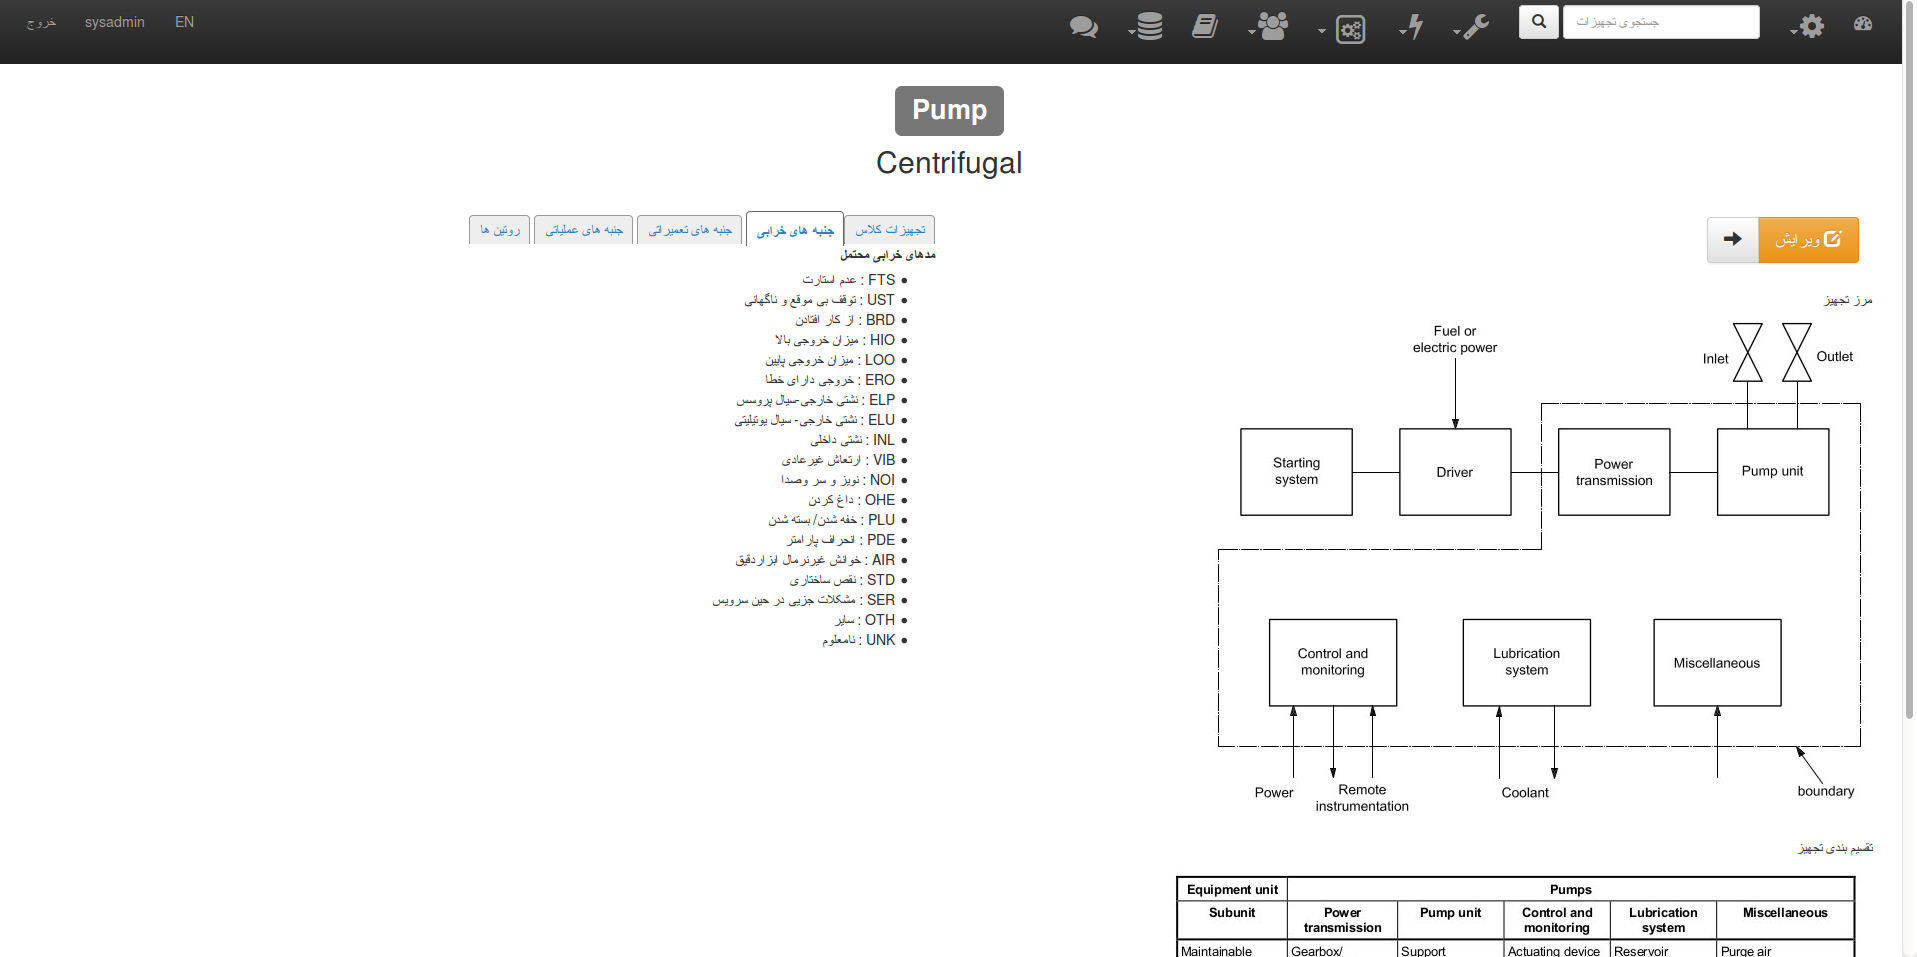 خروج
sysadmin
EN
جستجوی تجهیزات
Pump
Centrifugal
تجهیزات کلاس
جنبه های خرابی
جنبه های تعمیراتی
جنبه های عملیاتی
روتین ها
ویرایش
مدهای خرابی محتمل
FTS : عدم استارت
UST : توقف بی موقع و ناگهانی
BRD : از کار افتادن
HIO : میزان خروجی بالا
LOO : میزان خروجی پایین
ERO : خروجی دارای خطا
ELP : نشتی خارجی-سیال پروسس
ELU : نشتی خارجی- سیال یوتیلیتی
INL : نشتی داخلی
VIB : ارتعاش غیرعادی
NOI : نویز و سر وصدا
OHE : داغ کردن
PLU : خفه شدن/ بسته شدن
PDE : انحراف پارامتر
AIR : خوانش غیرنرمال ابزاردقیق
STD : نقص ساختاری
SER : مشکلات جزیی در حین سرویس
OTH : سایر
UNK : نامعلوم
مرز تجهیز
Fuel or
electric power
Inlet
Outlet
Starting
system
Driver
Power
transmission
Pump unit
Control and
monitoring
Lubrication
system
Miscellaneous
Power
Remote
instrumentation
Coolant
boundary
تقسیم بندی تجهیز
Equipment unit
Pumps
Subunit
Power
transmission
Pump unit
Control and
monitoring
Lubrication
system
Miscellaneous
Maintainable
Gearbox/
Support
Actuating device
Reservoir
Purge air